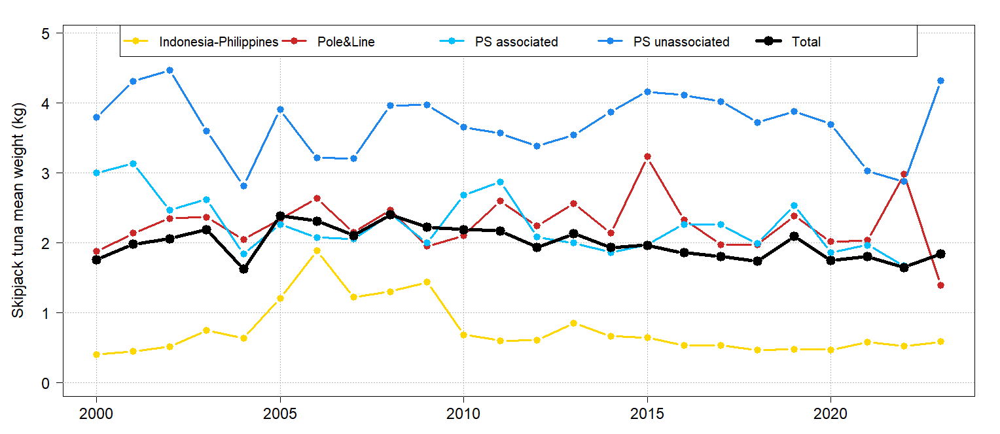 Skipjack tuna mean weight (kg)
Indonesia-Philippines Pole&Line PS associated PS unassociated Total
5
4
3
2
1
0
2000 2005 2010 2015 2020